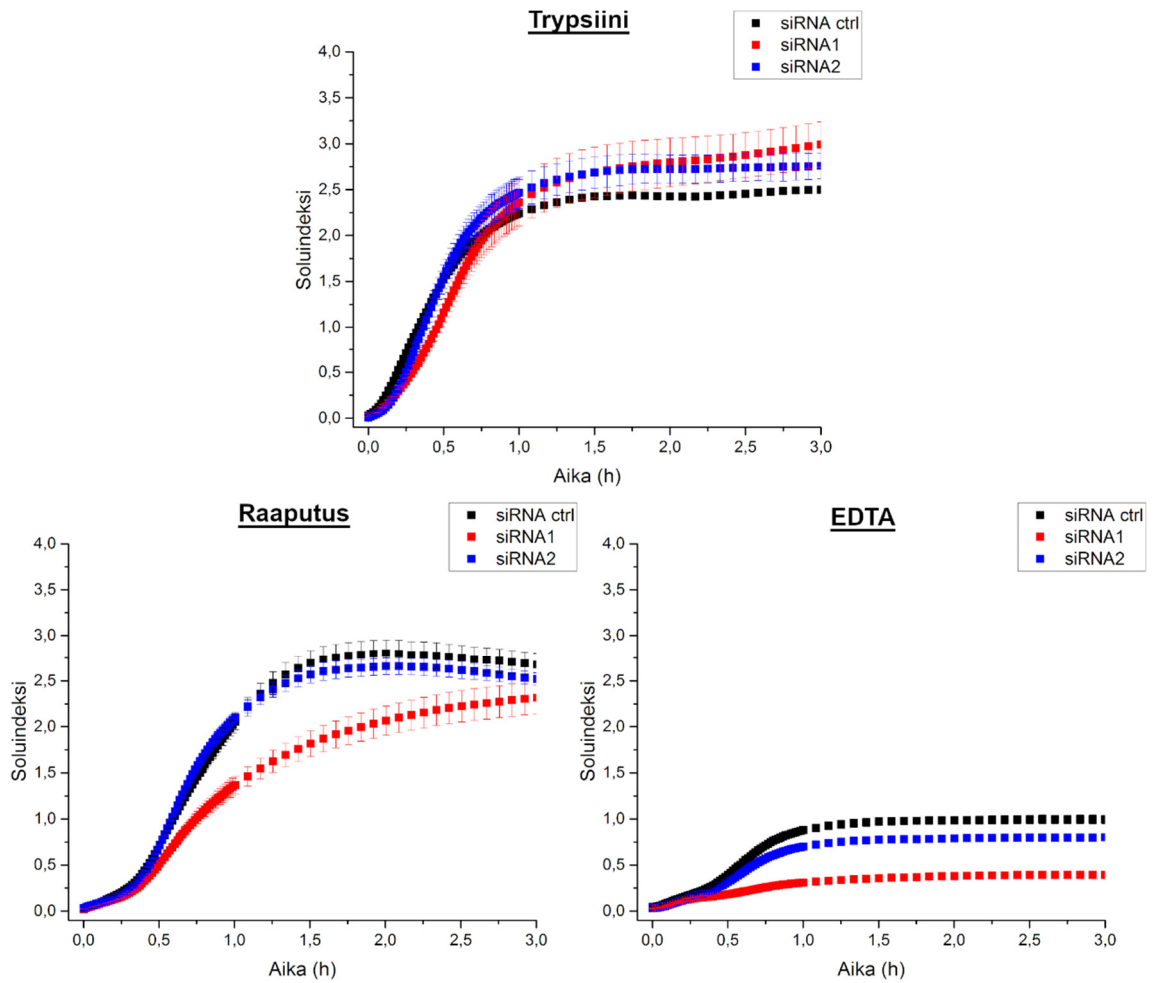 Trypsiini
siRNA ctrl
siRNA1
siRNA2
4,0
3,5
3,0
2,5
2,0
1,5
1,0
0,5
0,0
Soluindeksi
0,0 0,5 1,0 1,5 2,0 2,5 3,0
Aika (h)
Raaputus
siRNA ctrl
siRNA1
siRNA2
4,0
3,5
3,0
2,5
2,0
1,5
1,0
0,5
0,0
Soluindeksi
0,0 0,5 1,0 1,5 2,0 2,5 3,0
Aika (h)
EDTA
siRNA ctrl
siRNA1
siRNA2
4,0
3,5
3,0
2,5
2,0
1,5
1,0
0,5
0,0
Soluindeksi
0,0 0,5 1,0 1,5 2,0 2,5 3,0
Aika (h)